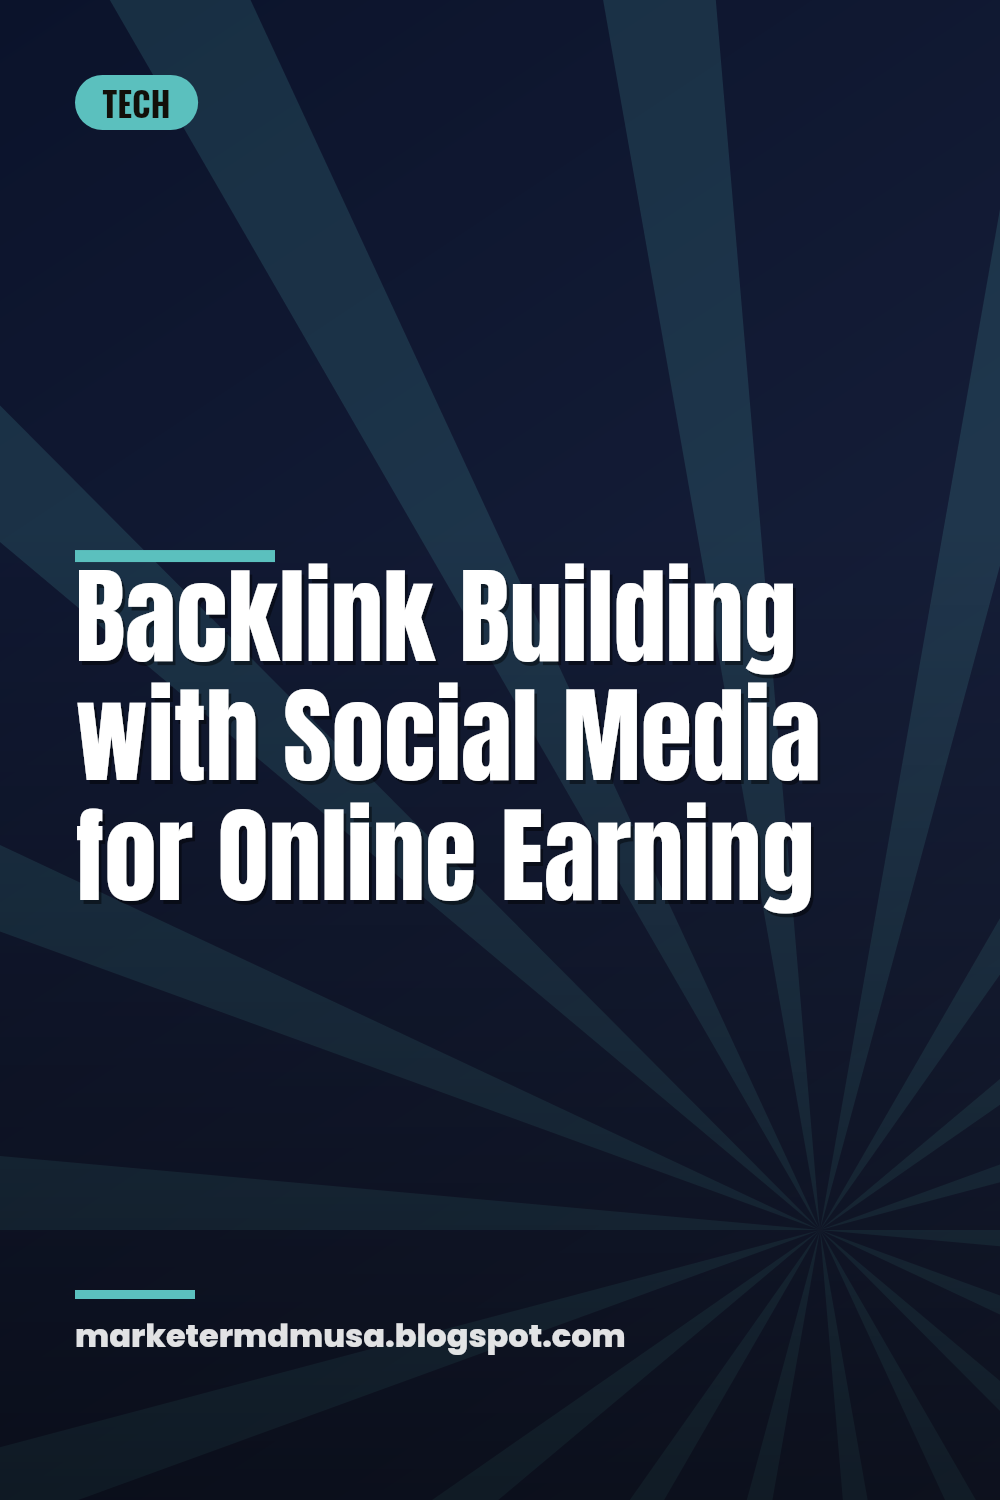 TECH
Backlink Building
with Social Media
for Online Earning
marketermdmusa.blogspot.com